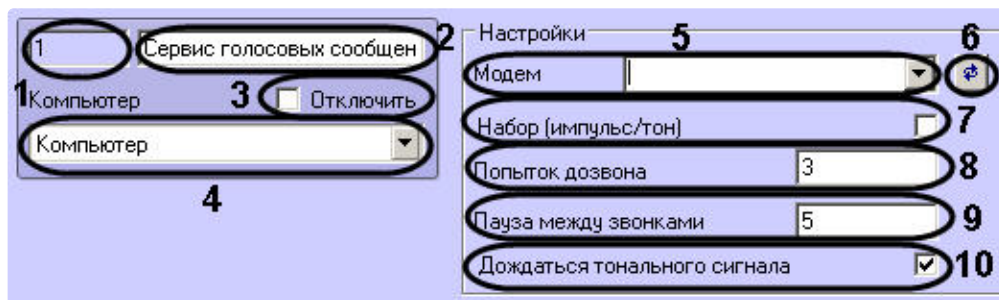 1 Сервис голосовых сообщен 2
1 Компьютер 3 Отключить
Компьютер
4
Настройки 5 6
Модем
Набор (импульс/тон) 7
Попыток дозвона 3 8
Пауза между звонками 5 9
Дождаться тонального сигнала 10